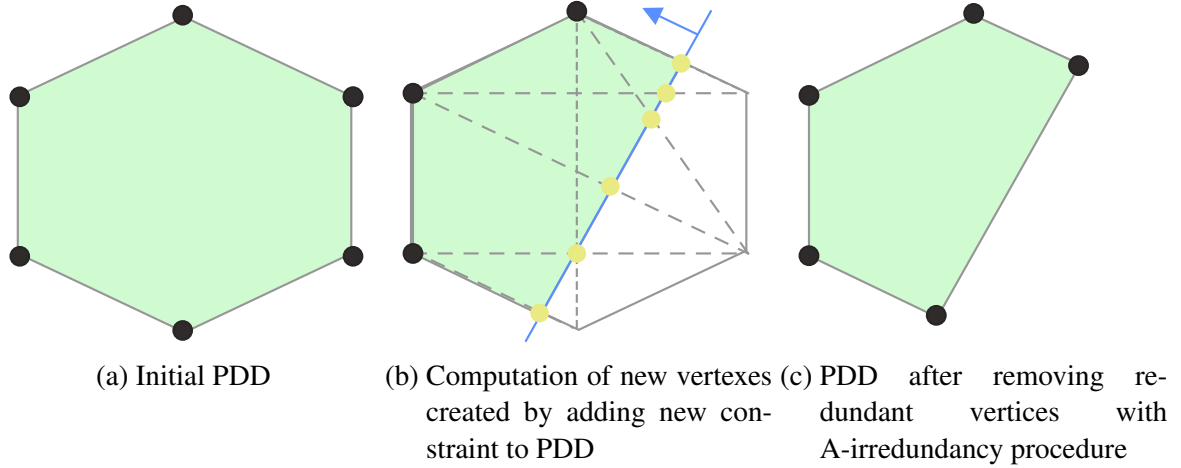 (a) Initial PDD
(b) Computation of new vertexes
created by adding new con-
straint to PDD
(c) PDD after removing re-
dundant vertices with
A-irredundancy procedure